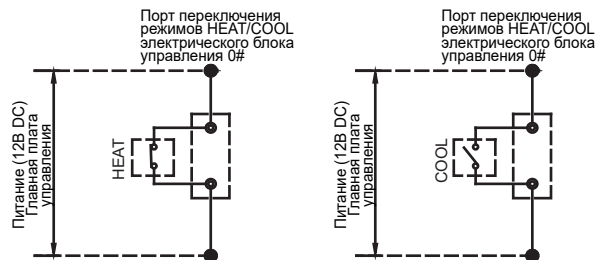 Порт переключения
режимов HEAT/COOL
электрического блока
управления 0#
Питание (12В DC)
Главная плата
управления
HEAT
Порт переключения
режимов HEAT/COOL
электрического блока
управления 0#
Питание (12В DC)
Главная плата
управления
COOL